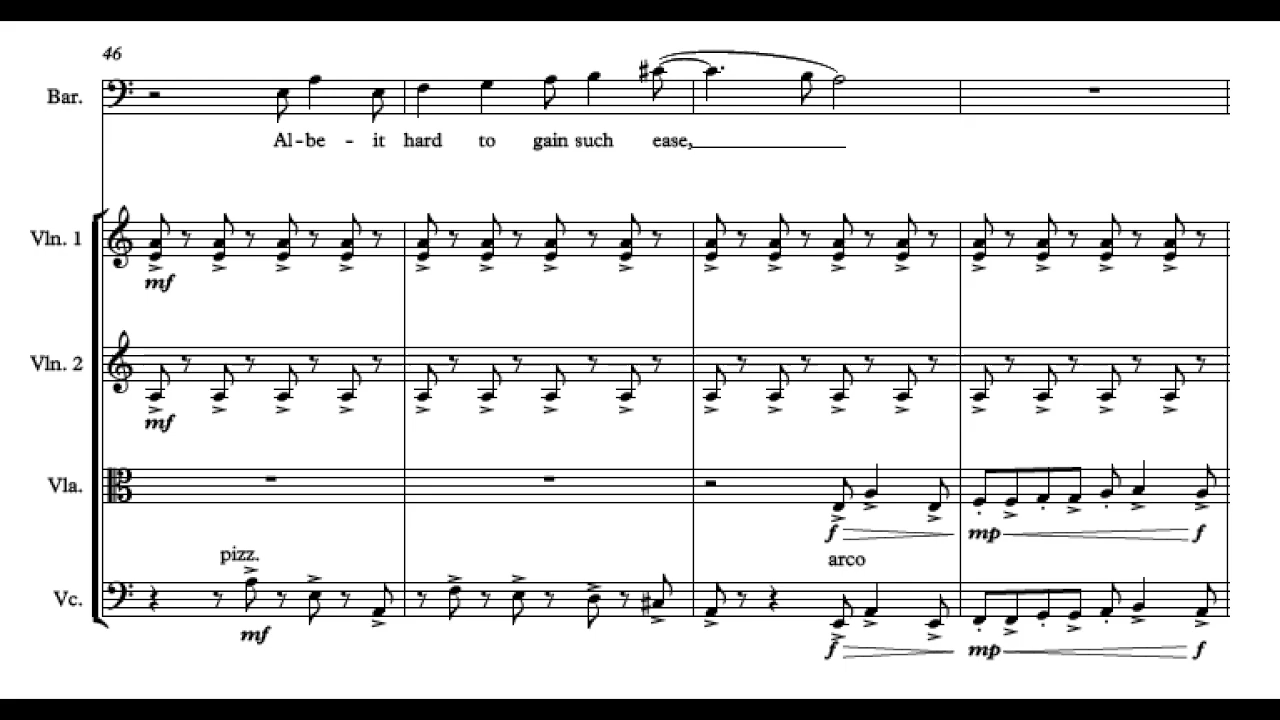 46
Bar.
Al-be - it hard to gain such ease,
Vln. 1
mf
Vln. 2
mf
Vla.
f mp f
pizz. arco
Vc.
mf f mp f